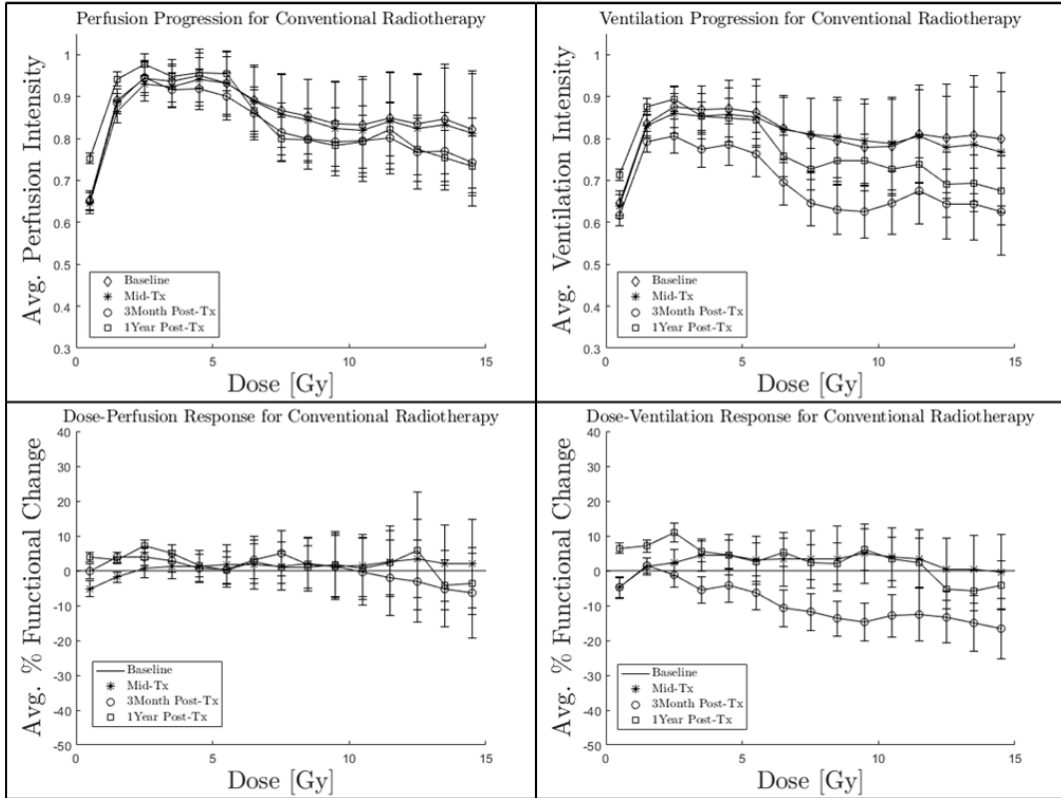 Perfusion Progression for Conventional Radiotherapy
Avg. Perfusion Intensity
1
0.9
0.8
0.7
0.6
0.5
0.4
0.3
Baseline
Mid-Tx
3Month Post-Tx
1Year Post-Tx
0 5 10 15
Dose [Gy]
Ventilation Progression for Conventional Radiotherapy
Avg. Ventilation Intensity
1
0.9
0.8
0.7
0.6
0.5
0.4
0.3
Baseline
Mid-Tx
3Month Post-Tx
1Year Post-Tx
0 5 10 15
Dose [Gy]
Dose-Perfusion Response for Conventional Radiotherapy
Avg. % Functional Change
40
30
20
10
0
-10
-20
-30
-40
-50
Baseline
Mid-Tx
3Month Post-Tx
1Year Post-Tx
0 5 10 15
Dose [Gy]
Dose-Ventilation Response for Conventional Radiotherapy
Avg. % Functional Change
40
30
20
10
0
-10
-20
-30
-40
-50
Baseline
Mid-Tx
3Month Post-Tx
1Year Post-Tx
0 5 10 15
Dose [Gy]